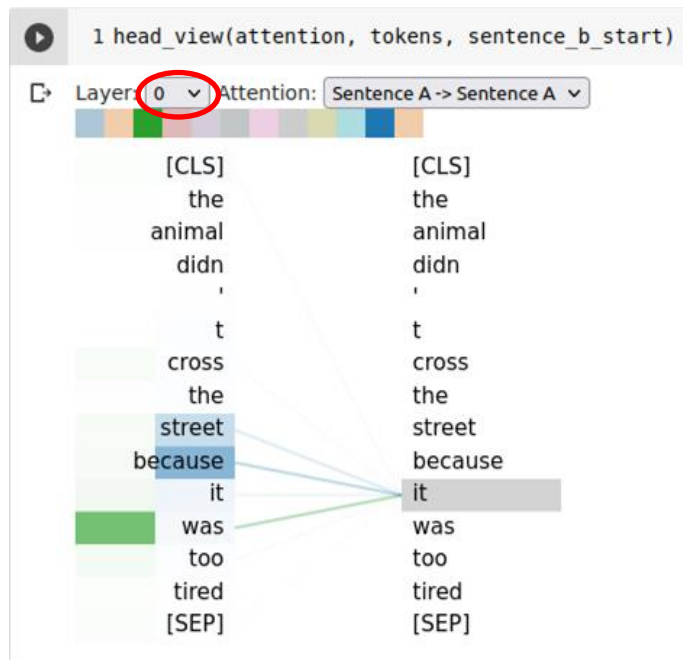 1 head_view(attention, tokens, sentence_b_start)
Layer: 0 Attention: Sentence A -> Sentence A
[CLS] [CLS]
the the
animal animal
didn didn
' '
t t
cross cross
the the
street street
because because
it it
was was
too too
tired tired
[SEP] [SEP]